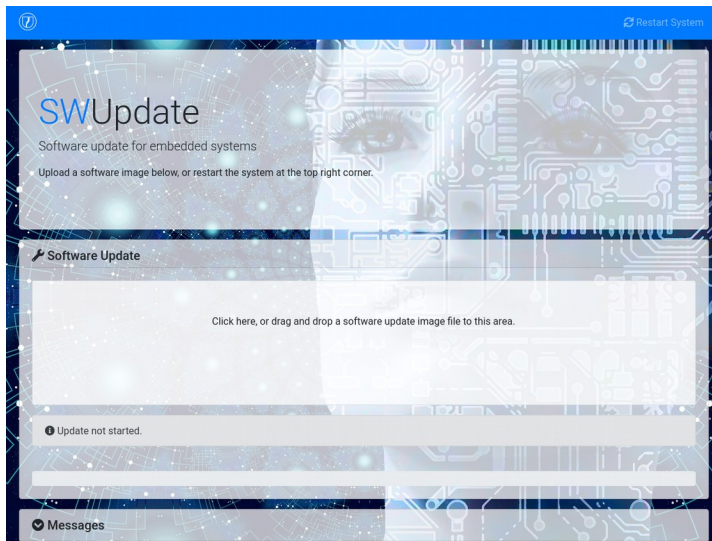 Restart System
SWUpdate
Software update for embedded systems
Upload a software image below, or restart the system at the top right corner.
Software Update
Click here, or drag and drop a software update image file to this area.
Update not started.
Messages